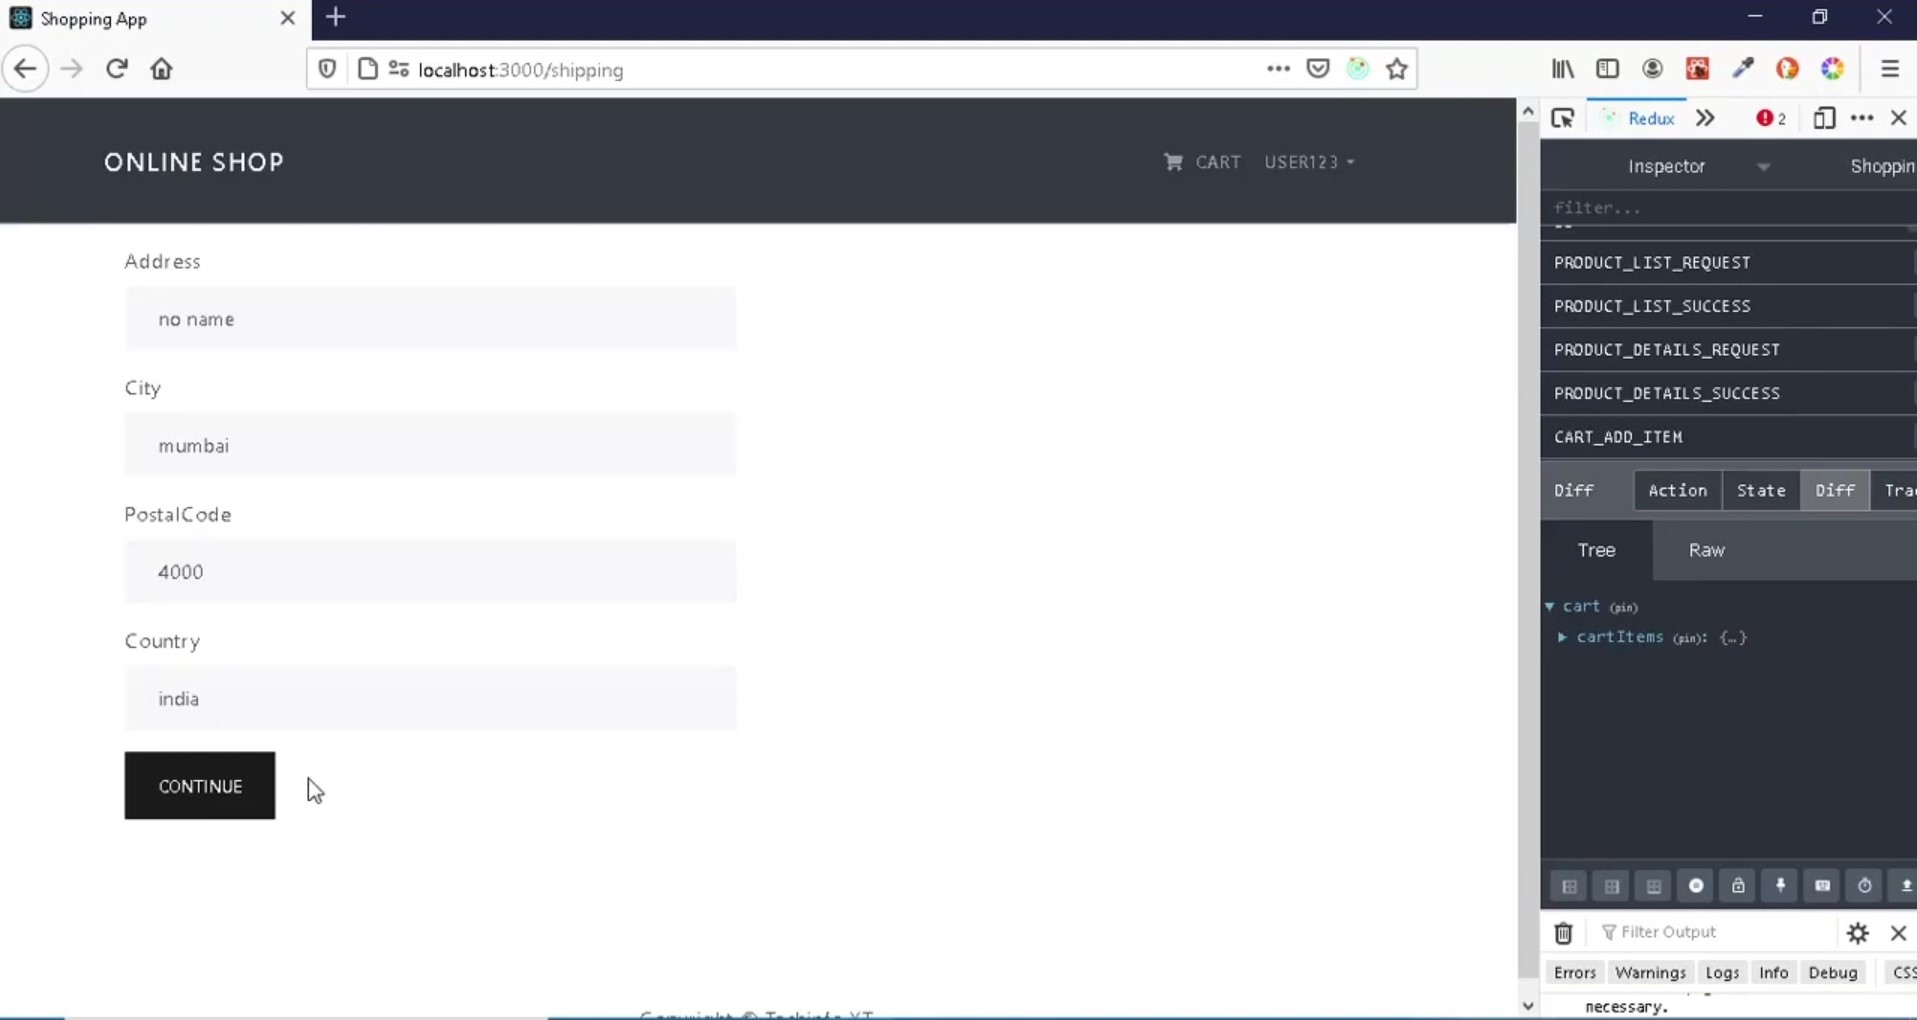 Shopping App
localhost:3000/shipping
Redux
2
ONLINE SHOP
CART
USER123
Inspector
Shoppin
filter...
Address
no name
City
mumbai
PostalCode
4000
Country
india
CONTINUE
PRODUCT_LIST_REQUEST
PRODUCT_LIST_SUCCESS
PRODUCT_DETAILS_REQUEST
PRODUCT_DETAILS_SUCCESS
CART_ADD_ITEM
Diff Action State Diff Trac
Tree Raw
cart (pin)
cartItems (pin): {…}
Filter Output
Errors Warnings Logs Info Debug CSS
necessary.